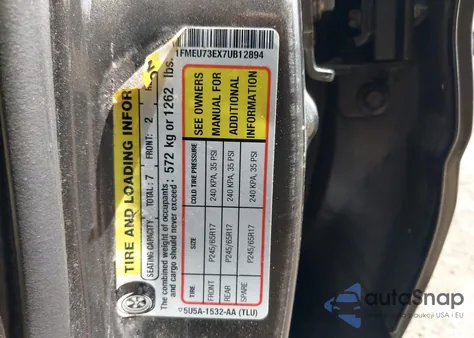 1FMEU73EX7UB12894
TIRE AND LOADING INFOR
SEATING CAPACITY TOTAL: 7 FRONT: 2
The combined weight of occupants : 572 kg or 1262 lbs.
and cargo should never exceed:
TIRE SIZE COLD TIRE PRESSURE SEE OWNERS
FRONT P245/65R17 240 KPA, 35 PSI MANUAL FOR
REAR P245/65R17 240 KPA, 35 PSI ADDITIONAL
SPARE P245/65R17 240 KPA, 35 PSI INFORMATION
5U5A-1532-AA (TLU)
autoSnap